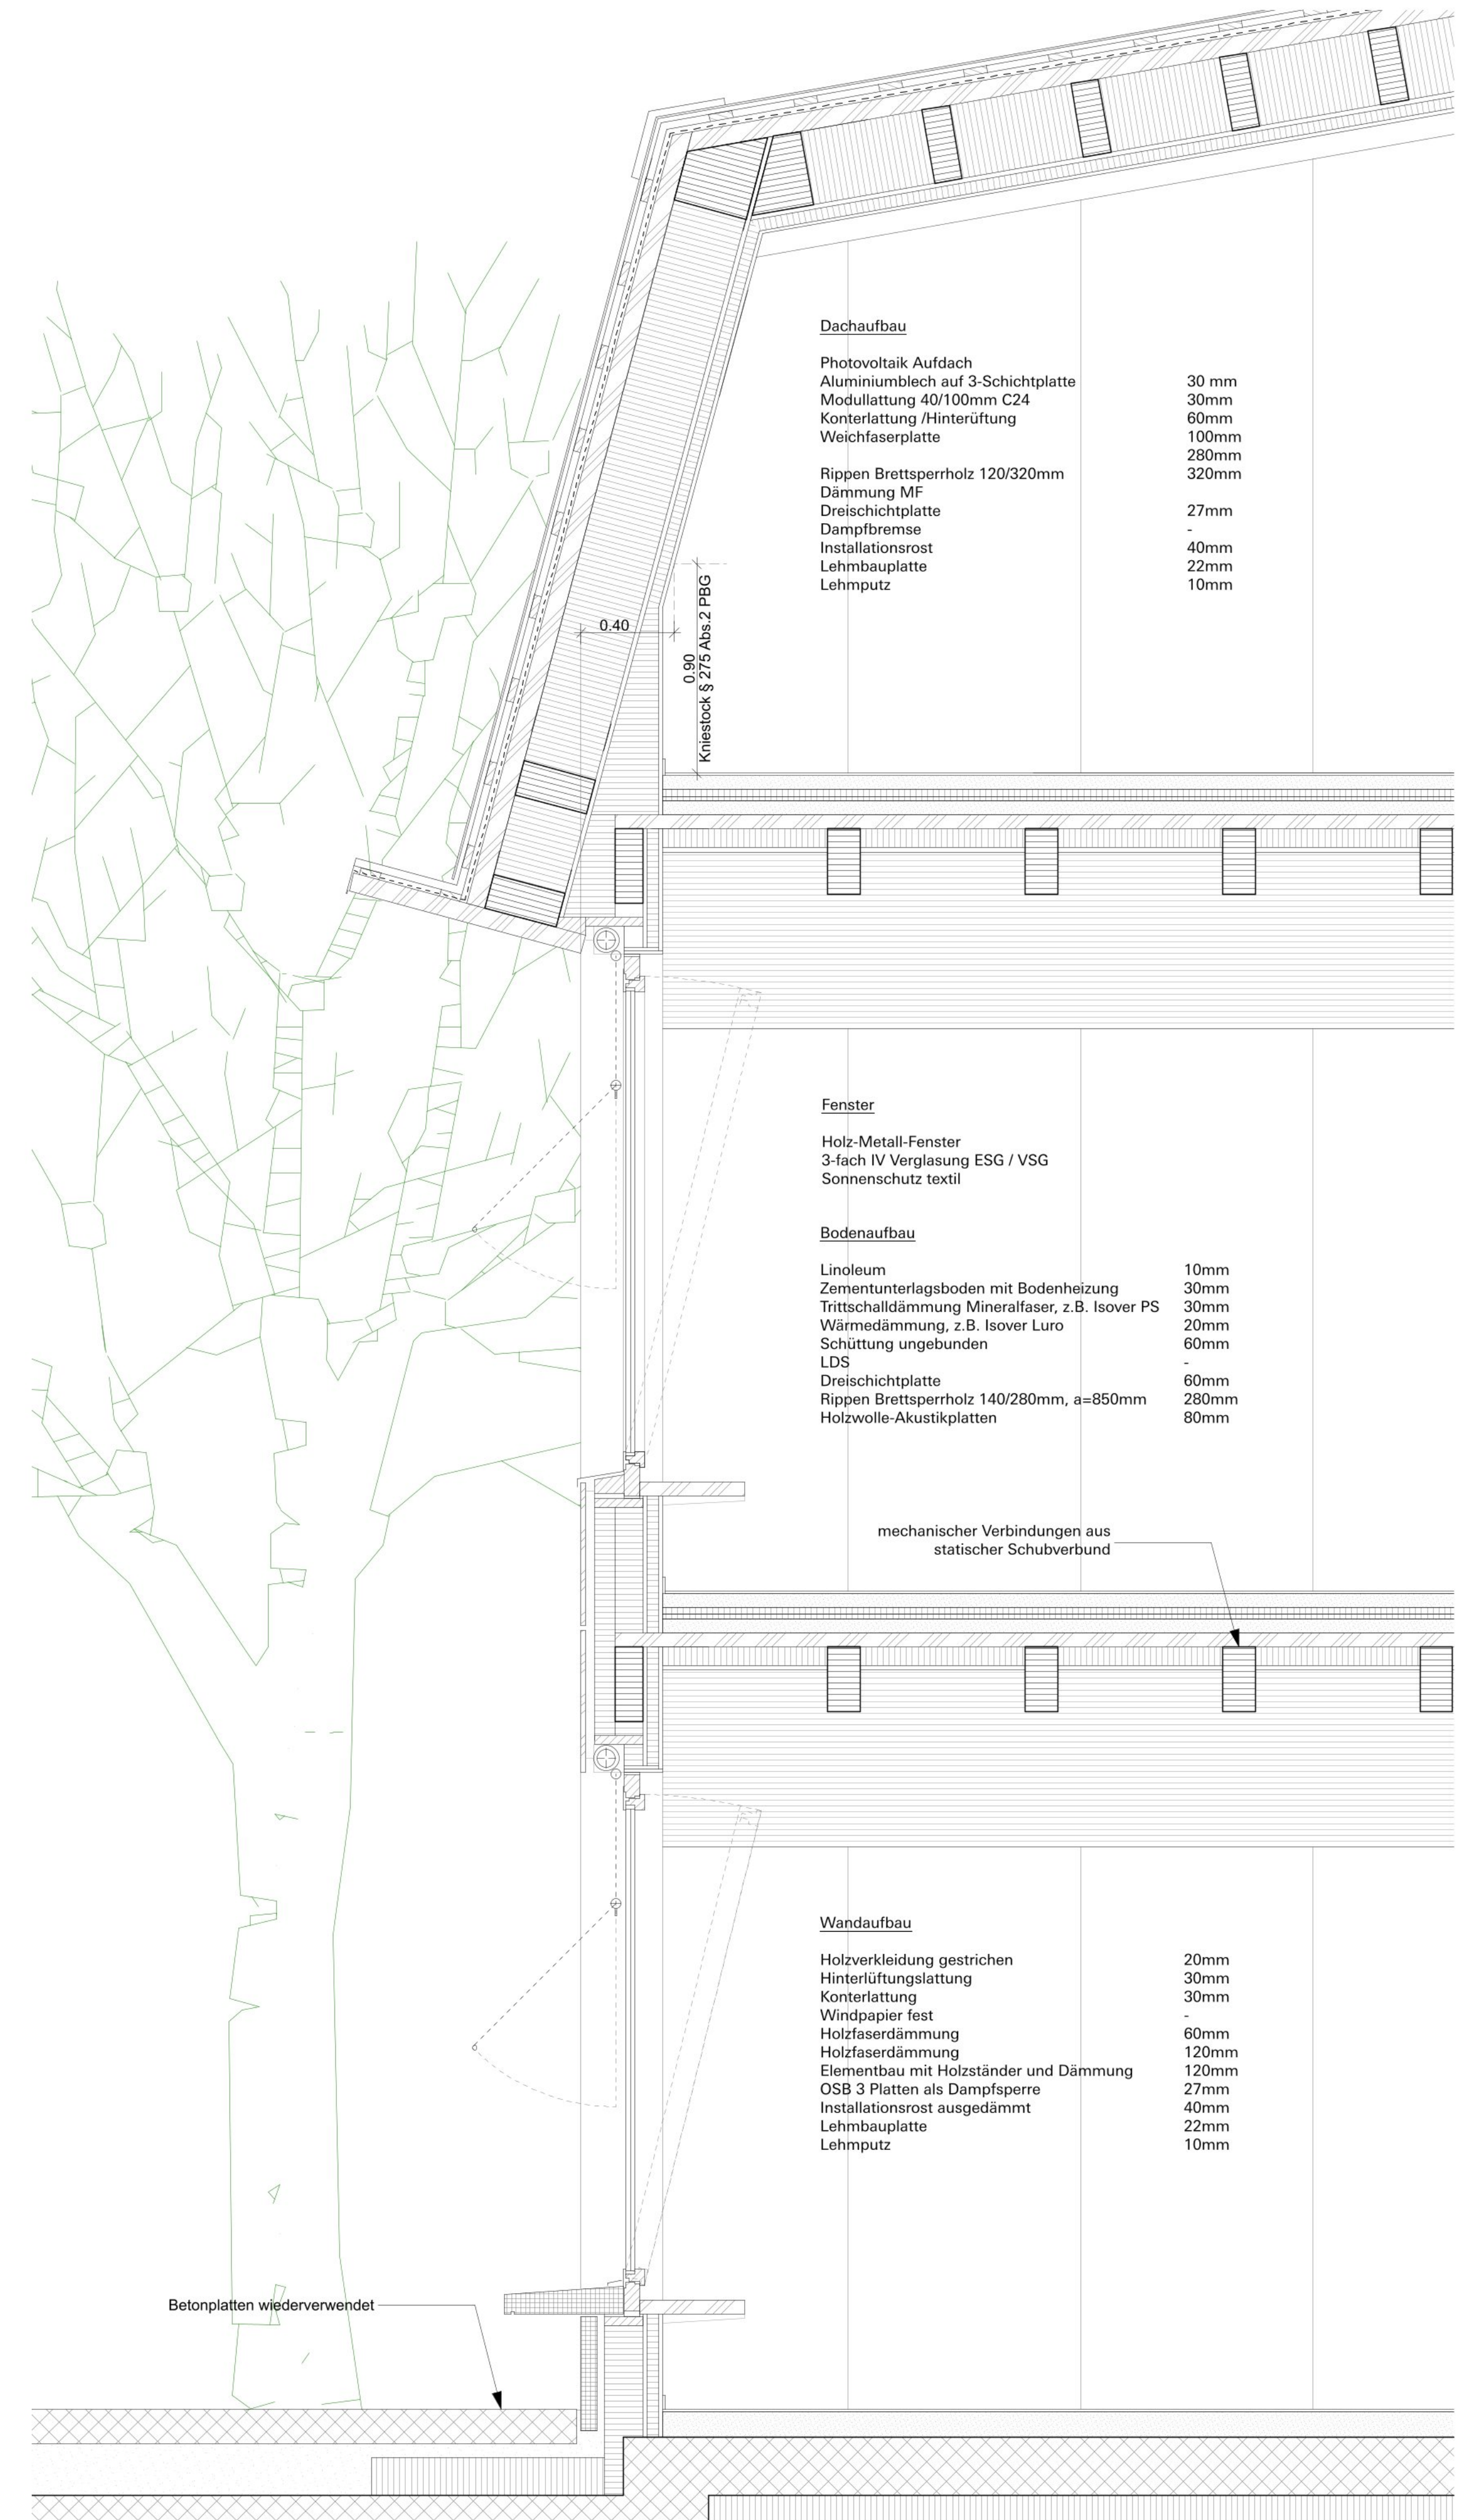 Dachaufbau
Photovoltaik Aufdach
Aluminiumblech auf 3-Schichtplatte 30 mm
Modullattung 40/100mm C24 30mm
Konterlattung /Hinterüftung 60mm
Weichfaserplatte 100mm
280mm
Rippen Brettsperrholz 120/320mm 320mm
Dämmung MF
Dreischichtplatte 27mm
Dampfbremse -
Installationsrost 40mm
Lehmbauplatte 22mm
Lehmputz 10mm
0.40
0.90
Kniestock § 275 Abs.2 PBG
Fenster
Holz-Metall-Fenster
3-fach IV Verglasung ESG / VSG
Sonnenschutz textil
Bodenaufbau
Linoleum 10mm
Zementunterlagsboden mit Bodenheizung 30mm
Trittschalldämmung Mineralfaser, z.B. Isover PS 30mm
Wärmedämmung, z.B. Isover Luro 20mm
Schüttung ungebunden 60mm
LDS -
Dreischichtplatte 60mm
Rippen Brettsperrholz 140/280mm, a=850mm 280mm
Holzwolle-Akustikplatten 80mm
mechanischer Verbindungen aus
statischer Schubverbund
Wandaufbau
Holzverkleidung gestrichen 20mm
Hinterlüftungslattung 30mm
Konterlattung 30mm
Windpapier fest -
Holzfaserdämmung 60mm
Holzfaserdämmung 120mm
Elementbau mit Holzständer und Dämmung 120mm
OSB 3 Platten als Dampfsperre 27mm
Installationsrost ausgedämmt 40mm
Lehmbauplatte 22mm
Lehmputz 10mm
Betonplatten wiederverwendet